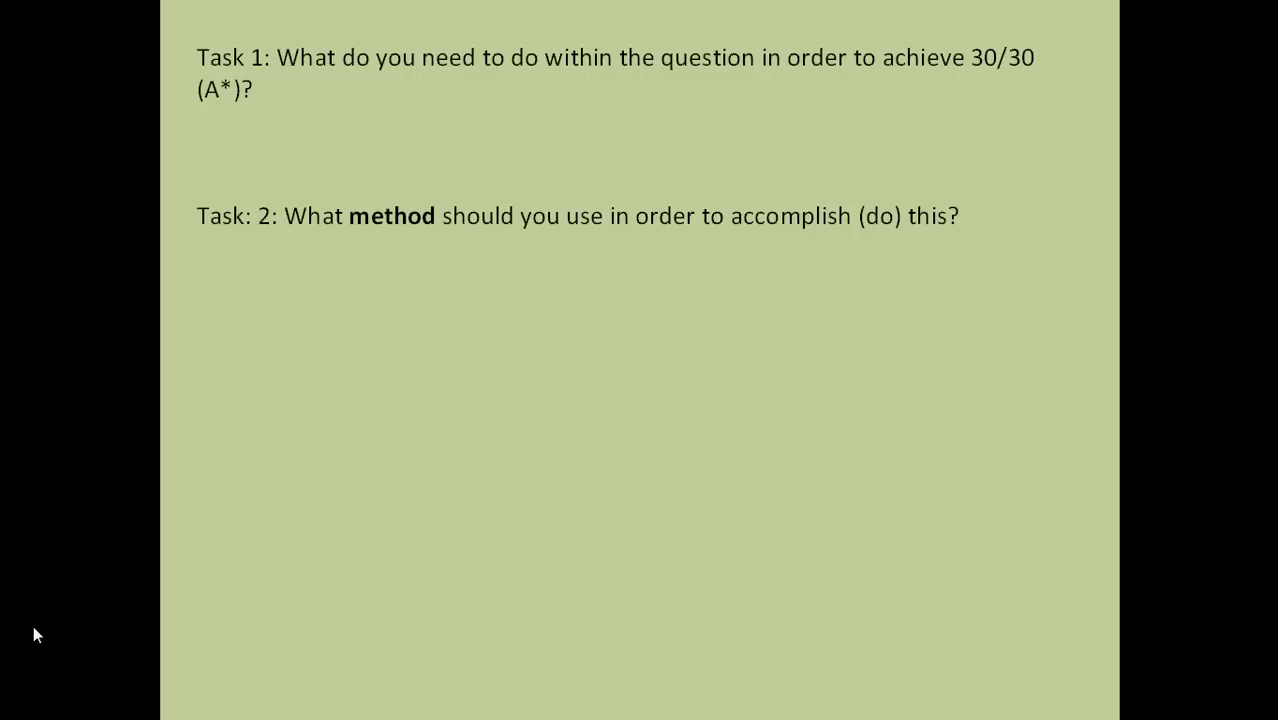 Task 1: What do you need to do within the question in order to achieve 30/30
(A*)?
Task: 2: What method should you use in order to accomplish (do) this?